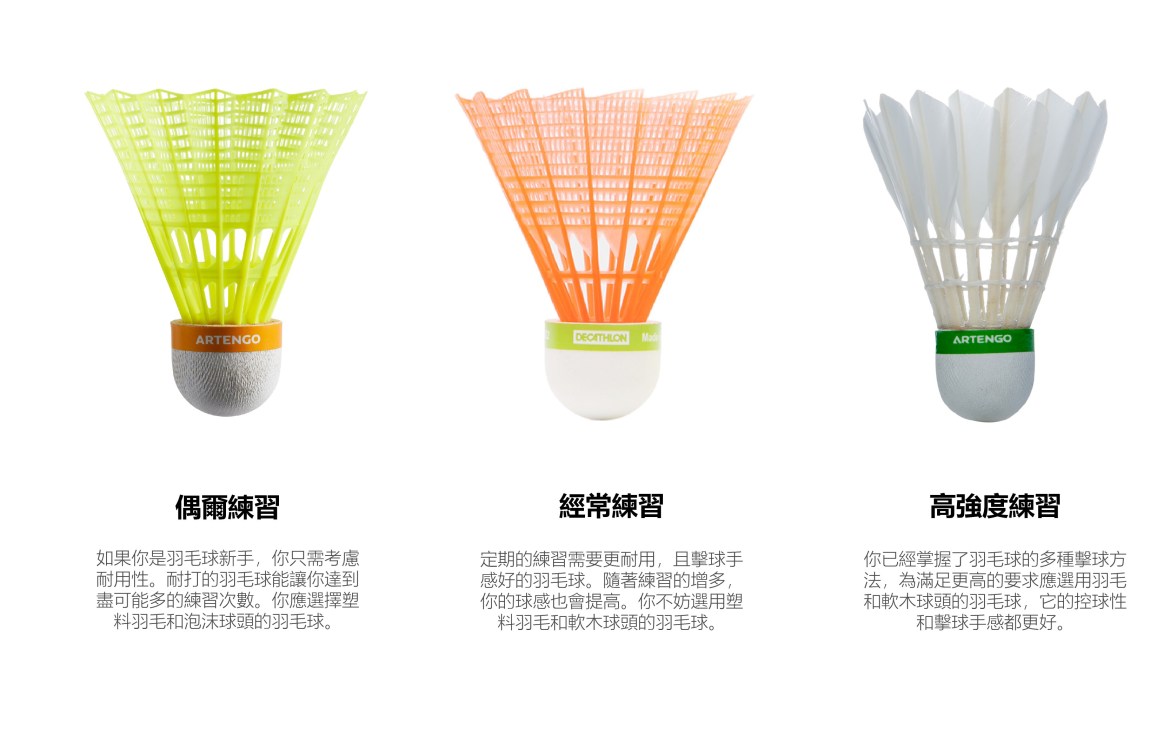 ARTENGO
DECATHLON
Made
ARTENGO
偶爾練習
如果你是羽毛球新手，你只需考慮
耐用性。耐打的羽毛球能讓你達到
盡可能多的練習次數。你應選擇塑
料羽毛和泡沫球頭的羽毛球。
經常練習
定期的練習需要更耐用，且擊球手
感好的羽毛球。隨著練習的增多，
你的球感也會提高。你不妨選用塑
料羽毛和軟木球頭的羽毛球。
高強度練習
你已經掌握了羽毛球的多種擊球方
法，為滿足更高的要求應選用羽毛
和軟木球頭的羽毛球，它的控球性
和擊球手感都更好。